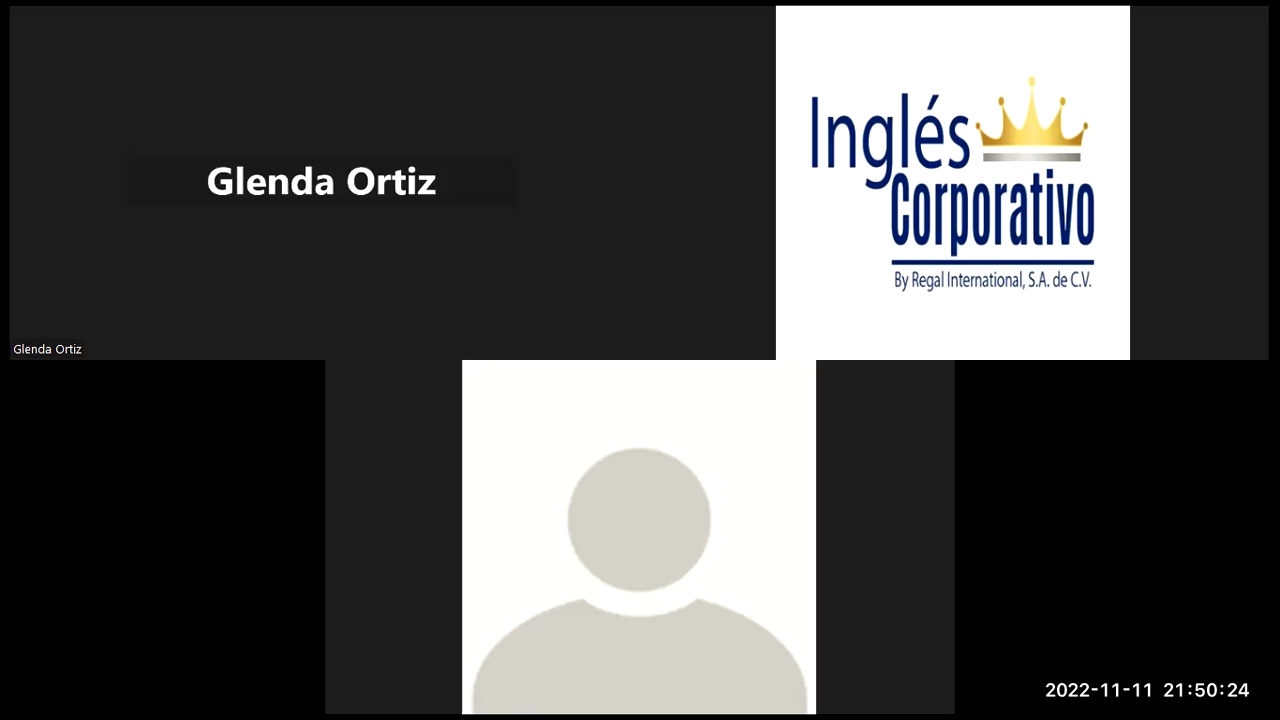 Glenda Ortiz
Inglés
Corporativo
By Regal International, S.A. de C.V.
Glenda Ortiz
2022-11-11 21:50:24